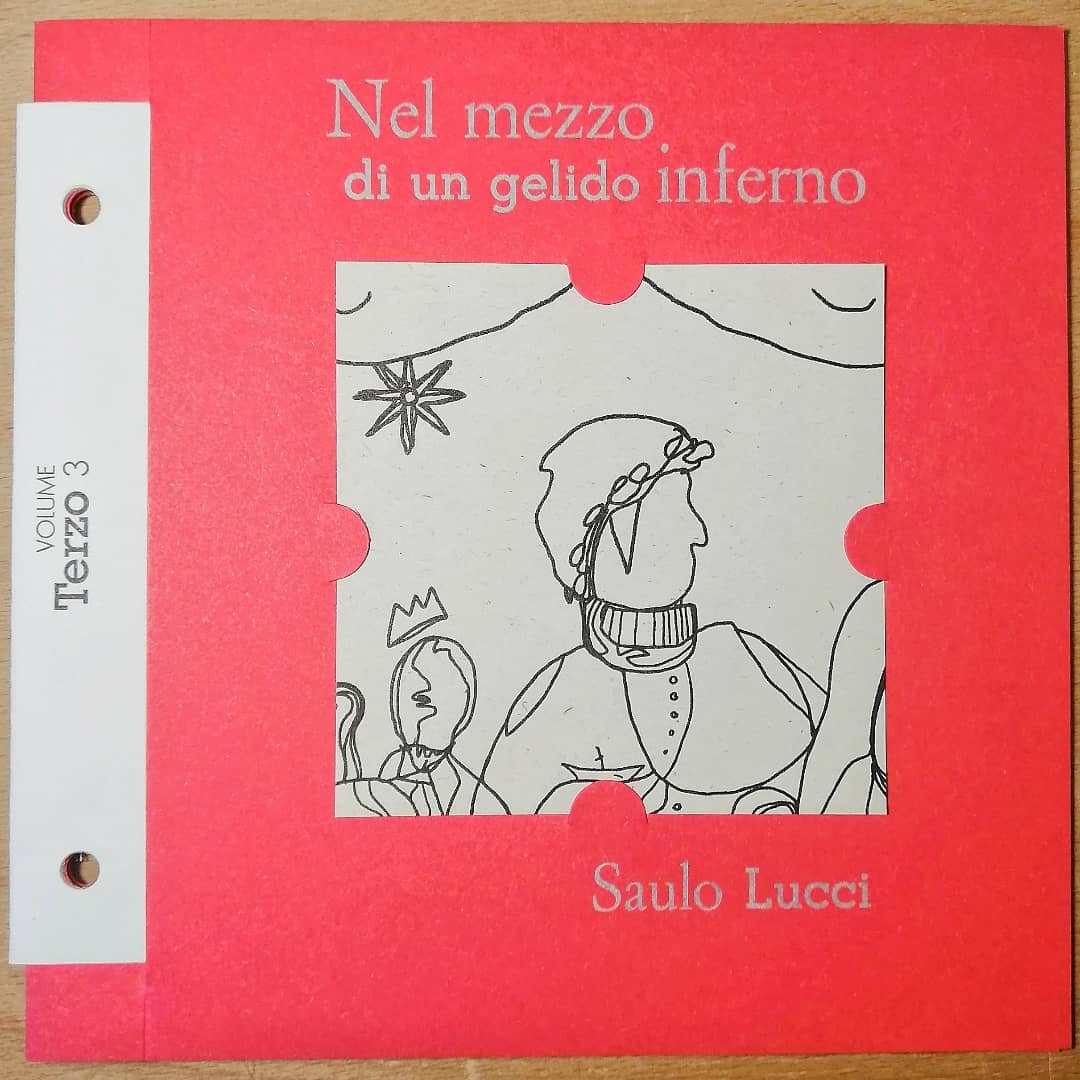 Nel mezzo
di un gelido inferno
VOLUME
Terzo 3
Saulo Lucci